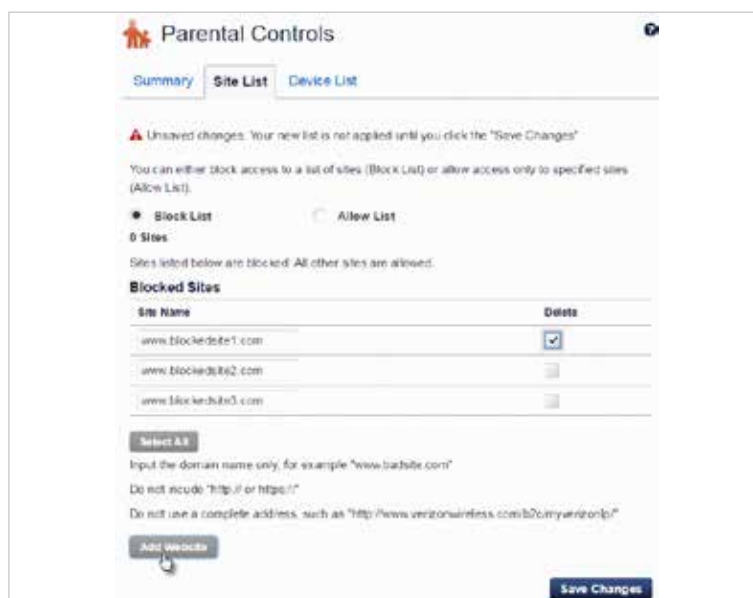 Parental Controls
Summary Site List Device List
Unsaved changes. Your new list is not applied until you click the "Save Changes"
You can either block access to a list of sites (Block List) or allow access only to specified sites
(Allow List).
Block List Allow List
0 Sites
Sites listed below are blocked. All other sites are allowed.
Blocked Sites
Site Name Delete
www.blockedsite1.com
www.blockedsite2.com
www.blockedsite3.com
Select All
Input the domain name only, for example "www.badsite.com"
Do not incude "http:// or https://"
Do not use a complete address, such as "http://www.verizonwireless.com/b2c/myverizonlp/"
Add Website
Save Changes